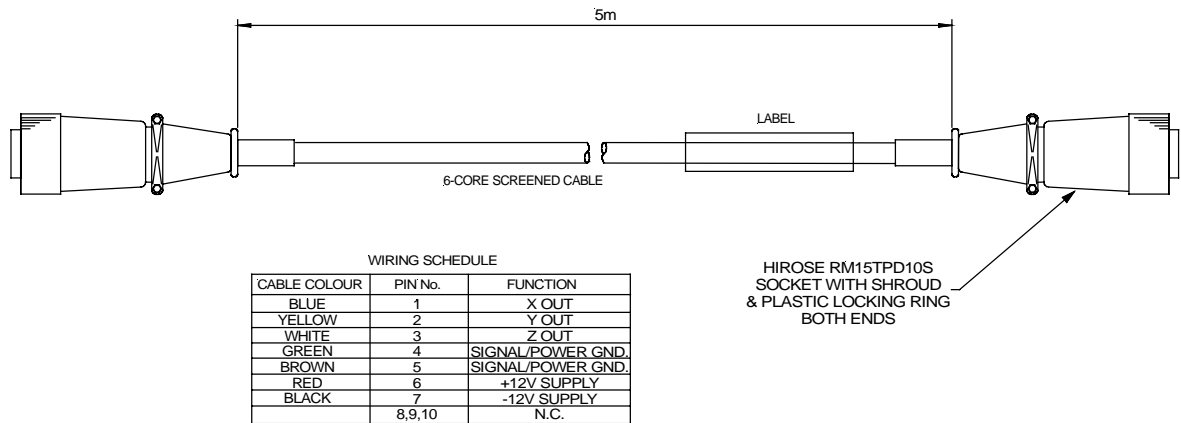 5m
LABEL
6-CORE SCREENED CABLE
WIRING SCHEDULE
CABLE COLOUR PIN No. FUNCTION
BLUE 1 X OUT
YELLOW 2 Y OUT
WHITE 3 Z OUT
GREEN 4 SIGNAL/POWER GND.
BROWN 5 SIGNAL/POWER GND.
RED 6 +12V SUPPLY
BLACK 7 -12V SUPPLY
8,9,10 N.C.
HIROSE RM15TPD10S
SOCKET WITH SHROUD
& PLASTIC LOCKING RING
BOTH ENDS